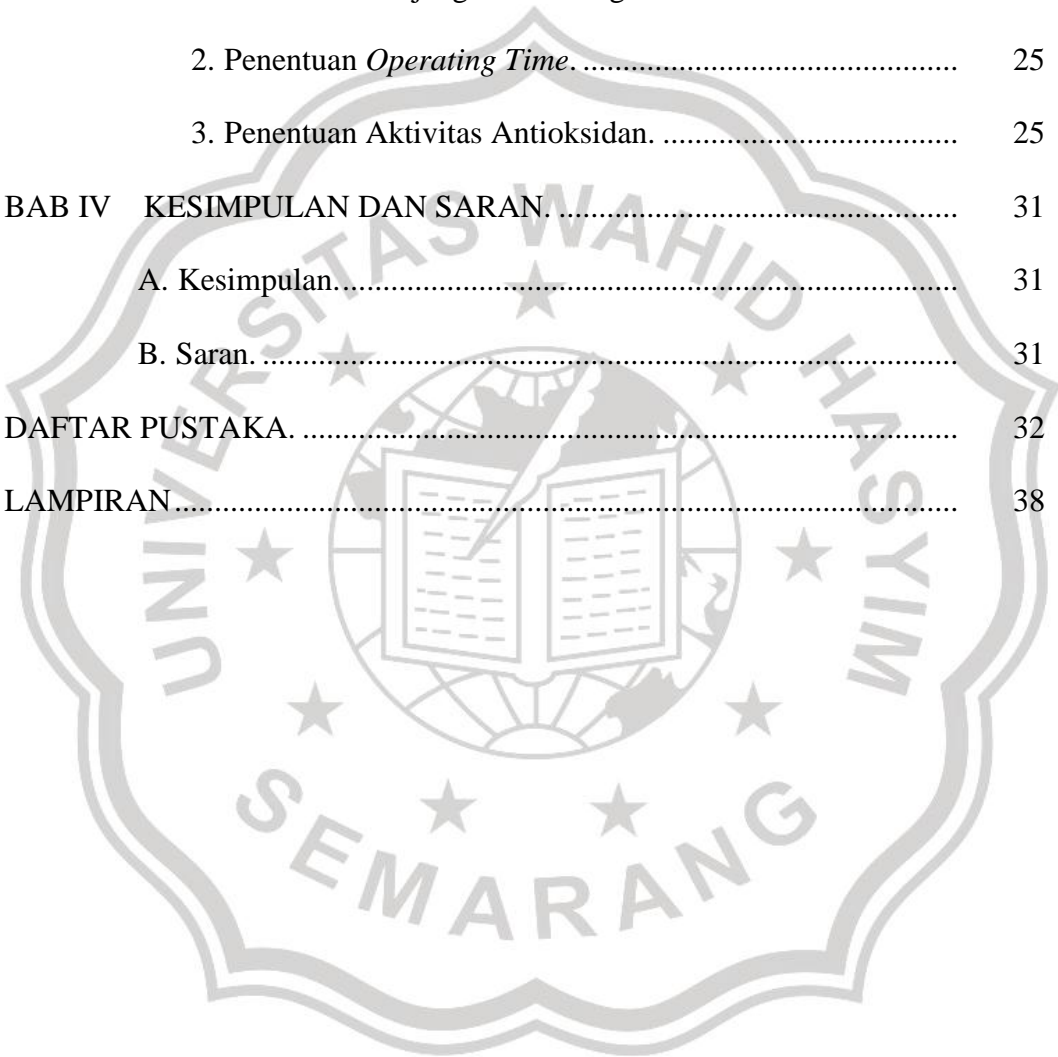 2. Penentuan Operating Time. ............................................... 25
3. Penentuan Aktivitas Antioksidan. ..................................... 25
BAB IV KESIMPULAN DAN SARAN. .................................................. 31
A. Kesimpulan. ............................................................................. 31
B. Saran. ....................................................................................... 31
DAFTAR PUSTAKA. .................................................................................. 32
LAMPIRAN .................................................................................................. 38
UNIVERSITAS WAHID HASYIM
SEMARANG